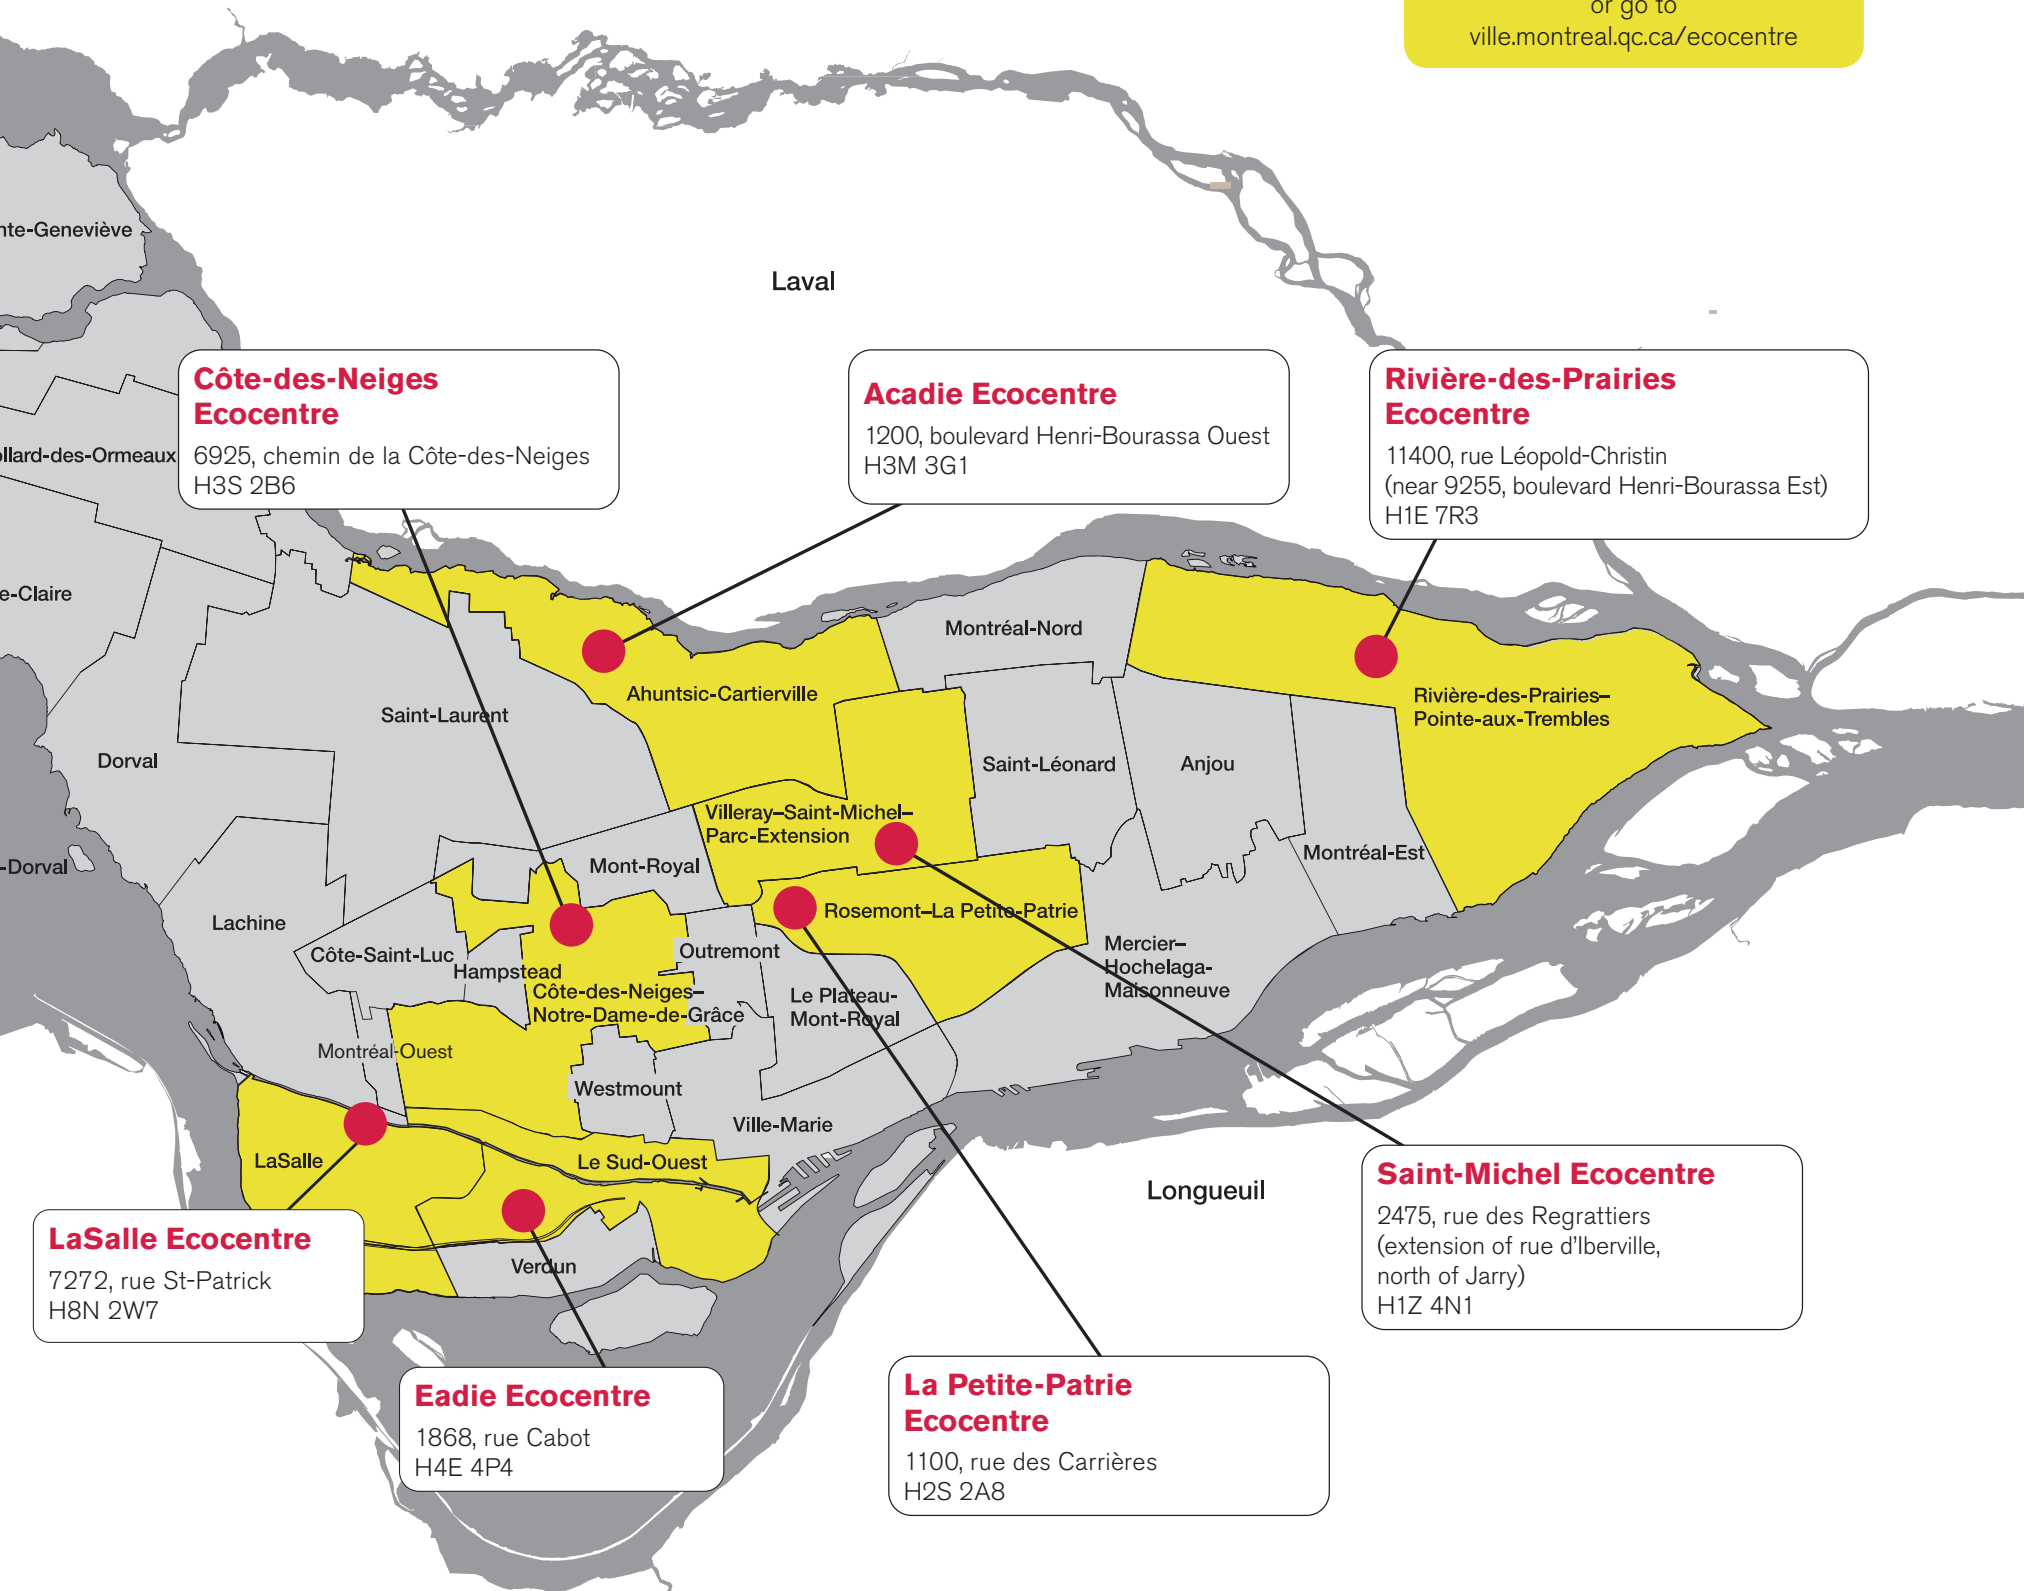 or go to
ville.montreal.qc.ca/ecocentre
nte-Geneviève
Laval
Côte-des-Neiges
Ecocentre
6925, chemin de la Côte-des-Neiges
H3S 2B6
Acadie Ecocentre
1200, boulevard Henri-Bourassa Ouest
H3M 3G1
Rivière-des-Prairies
Ecocentre
11400, rue Léopold-Christin
(near 9255, boulevard Henri-Bourassa Est)
H1E 7R3
llard-des-Ormeaux
e-Claire
Montréal-Nord
Ahuntsic-Cartierville
Rivière-des-Prairies–
Pointe-aux-Trembles
Saint-Laurent
Dorval
Saint-Léonard
Anjou
Villeray–Saint-Michel–
Parc-Extension
Montréal-Est
-Dorval
Mont-Royal
Lachine
Rosemont–La Petite-Patrie
Côte-Saint-Luc
Hampstead
Outremont
Mercier–
Hochelaga-
Maisonneuve
Côte-des-Neiges–
Notre-Dame-de-Grâce
Le Plateau-
Mont-Royal
Montréal-Ouest
Westmount
Ville-Marie
LaSalle
Le Sud-Ouest
Longueuil
Verdun
Saint-Michel Ecocentre
2475, rue des Regrattiers
(extension of rue d'Iberville,
north of Jarry)
H1Z 4N1
LaSalle Ecocentre
7272, rue St-Patrick
H8N 2W7
Eadie Ecocentre
1868, rue Cabot
H4E 4P4
La Petite-Patrie
Ecocentre
1100, rue des Carrières
H2S 2A8